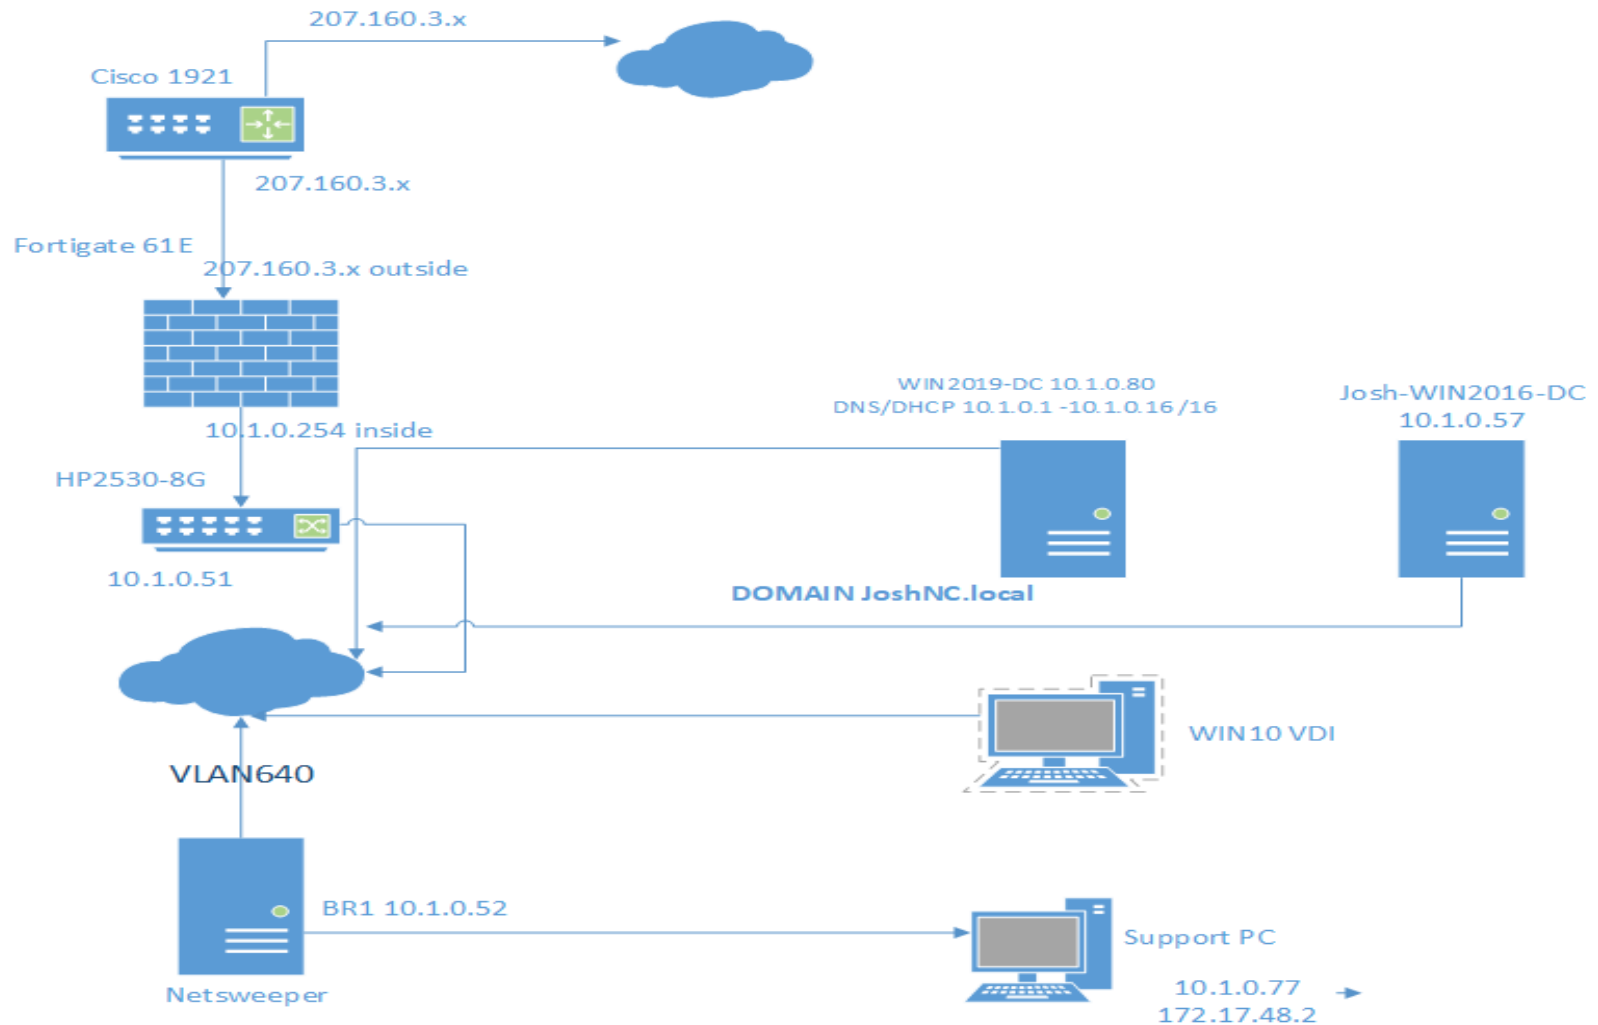 207.160.3.x
Cisco 1921
207.160.3.x
Fortigate 61E
207.160.3.x outside
WIN2019-DC 10.1.0.80
DNS/DHCP 10.1.0.1 -10.1.0.16 /16
Josh-WIN2016-DC
10.1.0.57
10.1.0.254 inside
HP2530-8G
10.1.0.51
DOMAIN JoshNC.local
WIN10 VDI
VLAN640
BR1 10.1.0.52
Support PC
Netsweeper
10.1.0.77
172.17.48.2